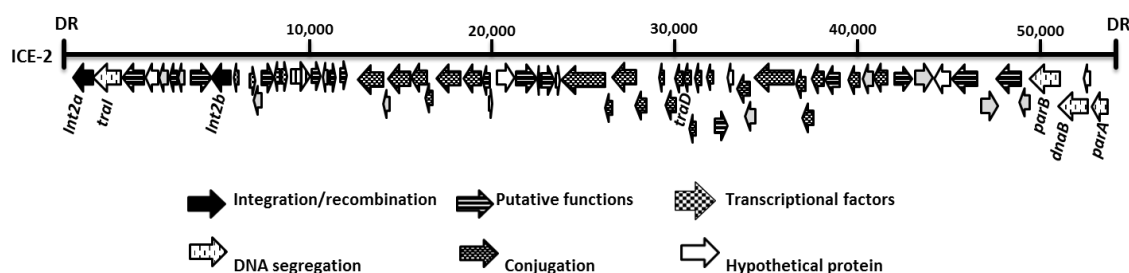 DR
DR
10,000
20,000
30,000
40,000
50,000
ICE-2
Int2a
traI
Int2b
traD
parB
dnaB
parA
Integration/recombination
Putative functions
Transcriptional factors
DNA segregation
Conjugation
Hypothetical protein